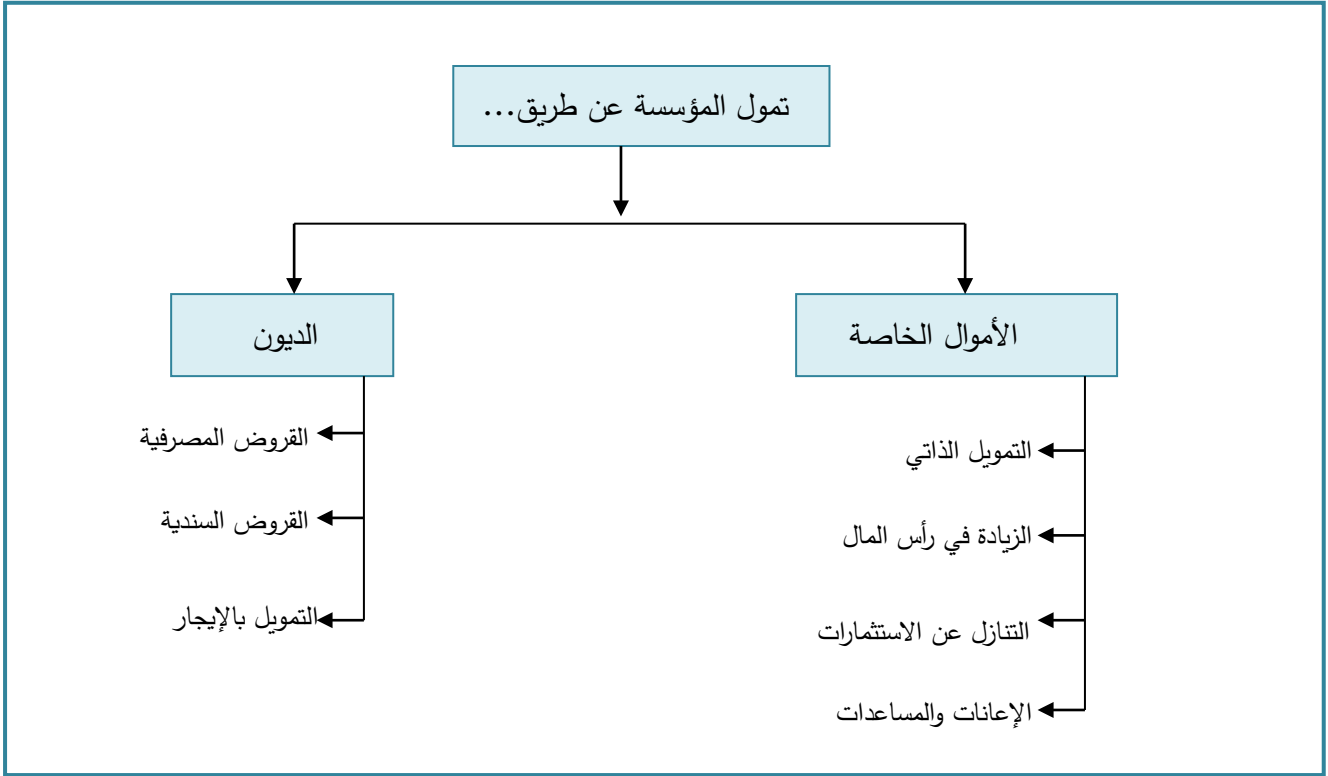 تمول المؤسسة عن طريق...
الأموال الخاصة
التمويل الذاتي
الزيادة في رأس المال
التنازل عن الاستثمارات
الإعانات والمساعدات
الديون
القروض المصرفية
القروض السندية
التمويل بالإيجار